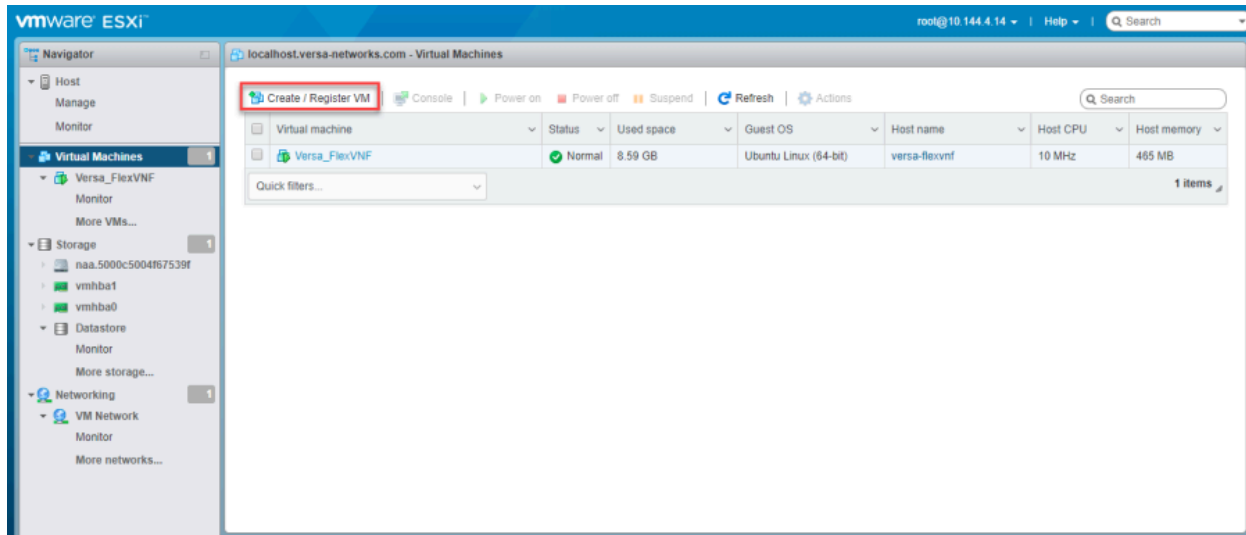 vmware ESXi™
root@10.144.4.14 | Help | Search
Navigator
localhost.versa-networks.com - Virtual Machines
Host
Manage
Monitor
Virtual Machines 1
Versa_FlexVNF
Monitor
More VMs...
Storage 1
naa.5000c5004f67539f
vmhba1
vmhba0
Datastore
Monitor
More storage...
Networking 1
VM Network
Monitor
More networks...
Create / Register VM | Console | Power on Power off Suspend | Refresh | Actions
Search
Virtual machine Status Used space Guest OS Host name Host CPU Host memory
Versa_FlexVNF Normal 8.59 GB Ubuntu Linux (64-bit) versa-flexvnf 10 MHz 465 MB
Quick filters...
1 items